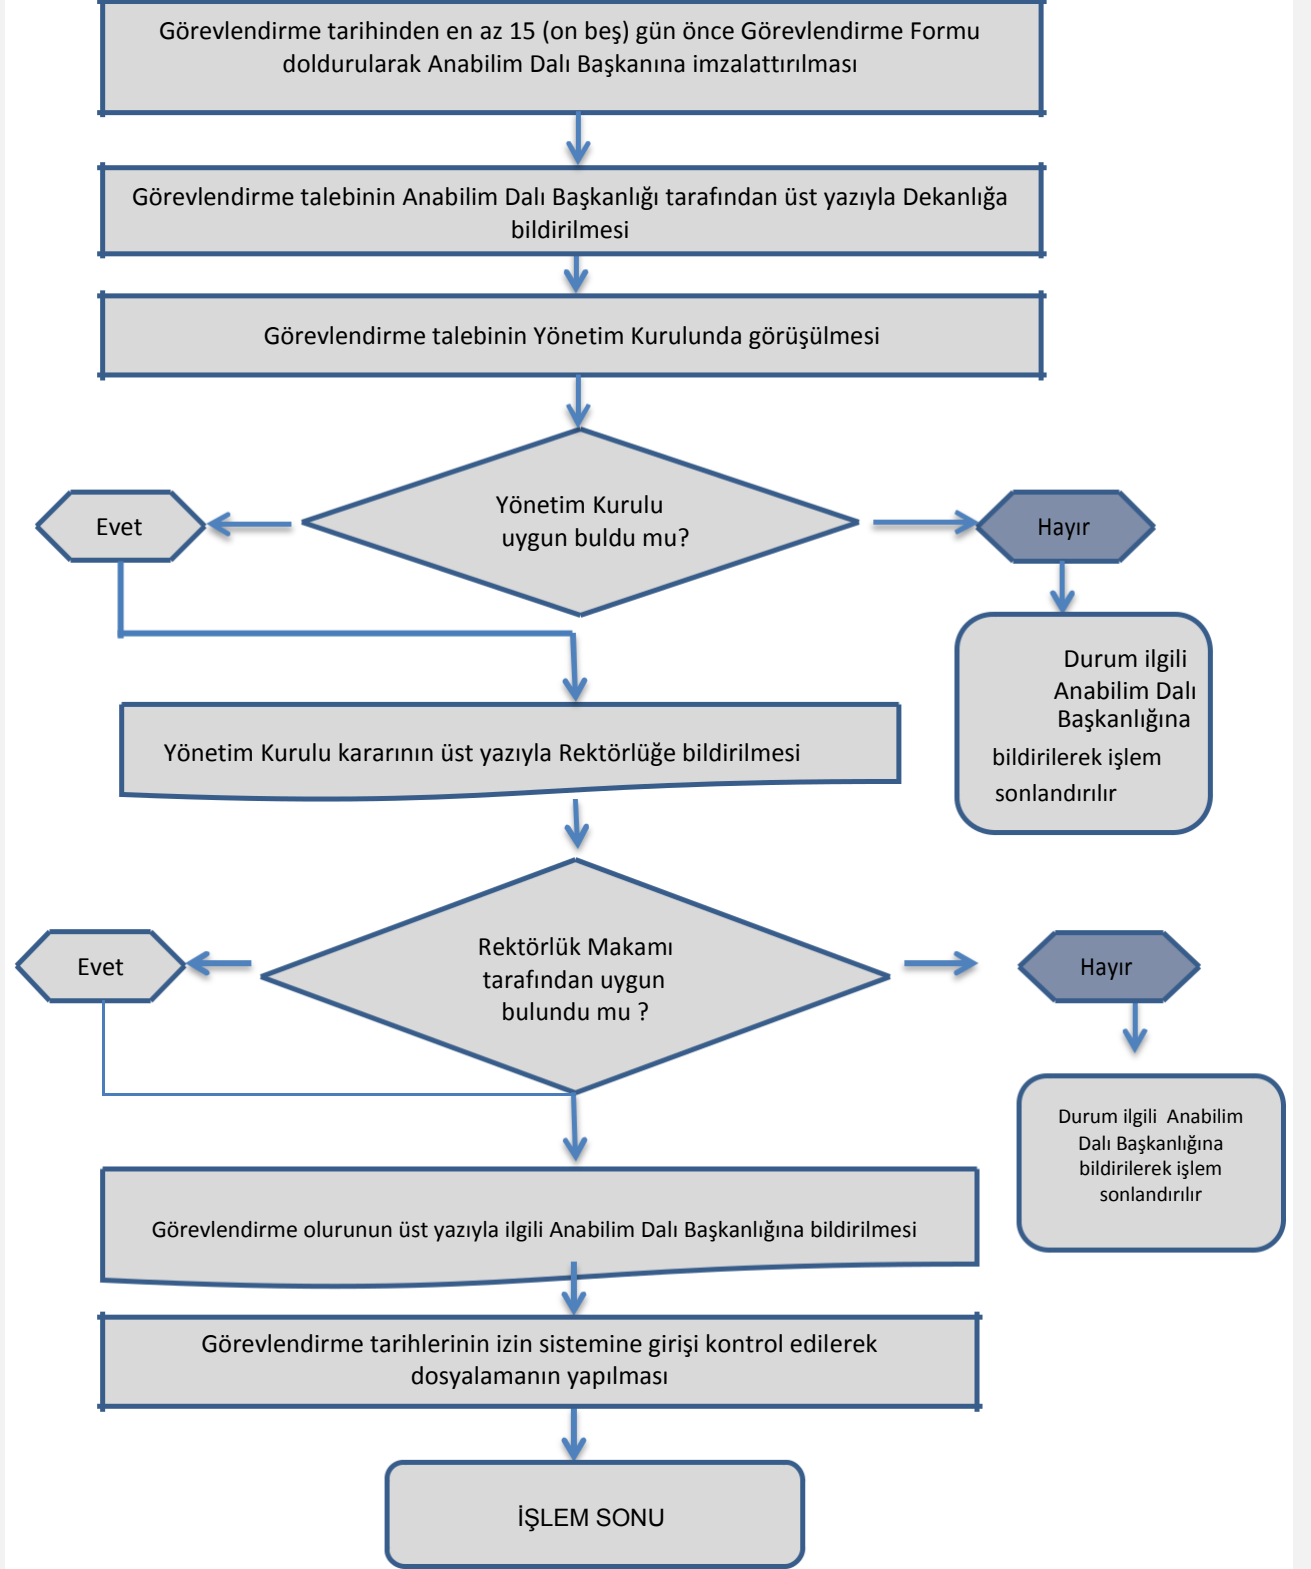 Görevlendirme tarihinden en az 15 (on beş) gün önce Görevlendirme Formu
doldurularak Anabilim Dalı Başkanına imzalattırılması
Görevlendirme talebinin Anabilim Dalı Başkanlığı tarafından üst yazıyla Dekanlığa
bildirilmesi
Görevlendirme talebinin Yönetim Kurulunda görüşülmesi
Yönetim Kurulu
uygun buldu mu?
Evet
Hayır
Durum ilgili
Anabilim Dalı
Başkanlığına
bildirilerek işlem
sonlandırılır
Yönetim Kurulu kararının üst yazıyla Rektörlüğe bildirilmesi
Rektörlük Makamı
tarafından uygun
bulundu mu ?
Evet
Hayır
Durum ilgili  Anabilim
Dalı Başkanlığına
bildirilerek işlem
sonlandırılır
Görevlendirme olurunun üst yazıyla ilgili Anabilim Dalı Başkanlığına bildirilmesi
Görevlendirme tarihlerinin izin sistemine girişi kontrol edilerek
dosyalamanın yapılması
İŞLEM SONU